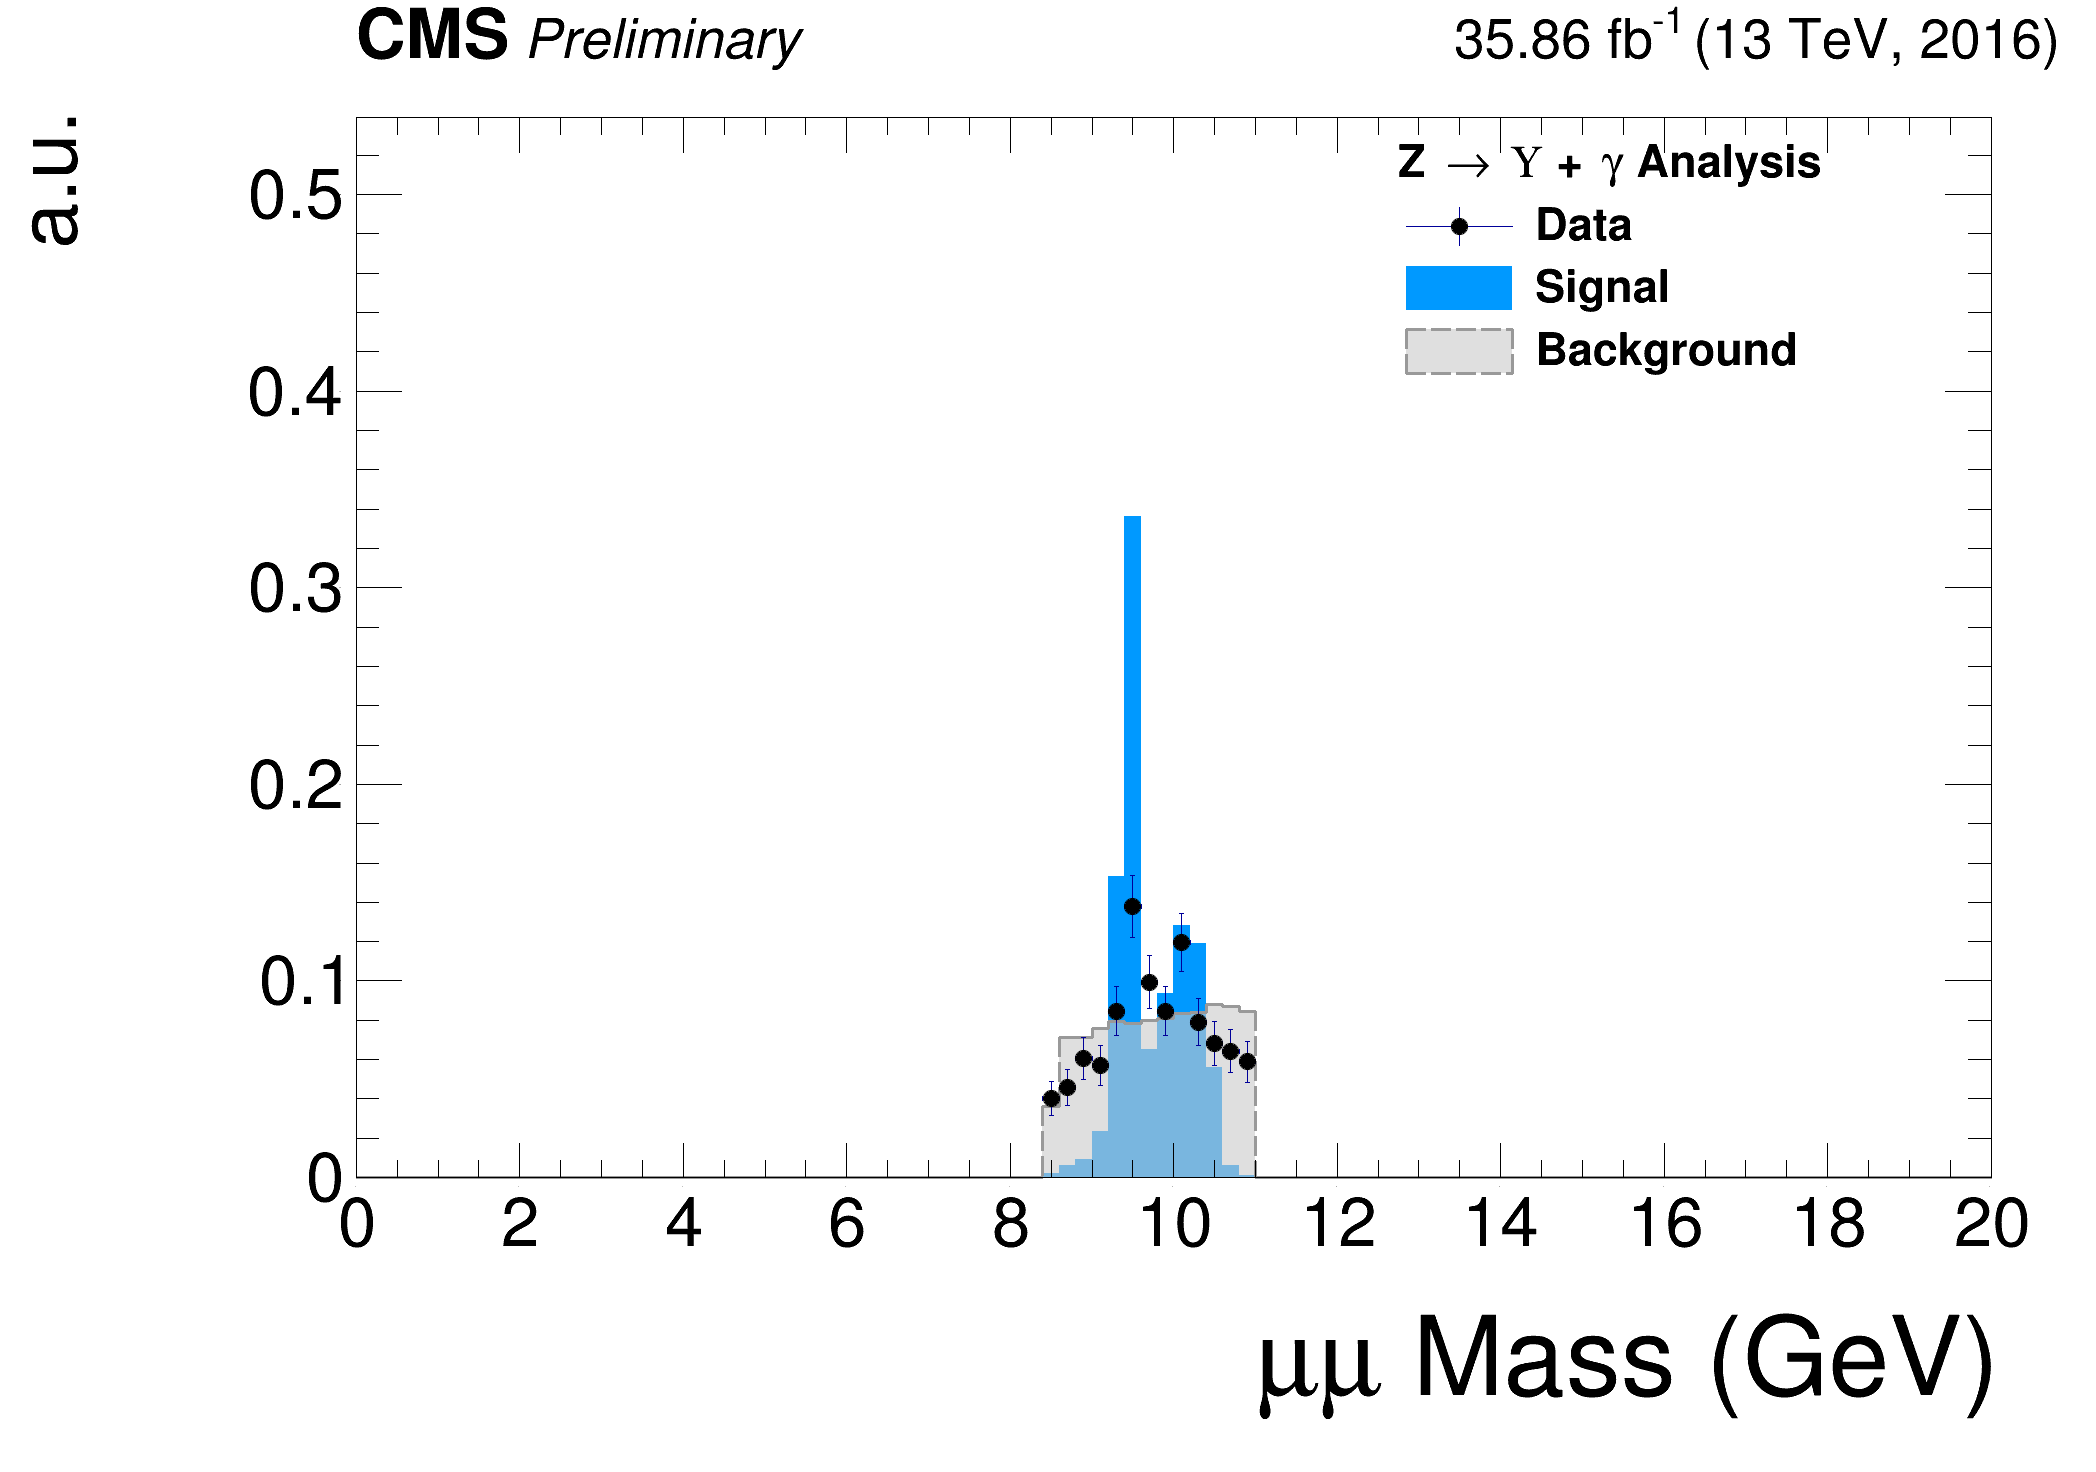 CMS Preliminary 35.86 fb⁻¹ (13 TeV, 2016)
a.u.
Z → ϒ + γ Analysis
Data
Signal
Background
0.5
0.4
0.3
0.2
0.1
0
0 2 4 6 8 10 12 14 16 18 20
μμ Mass (GeV)